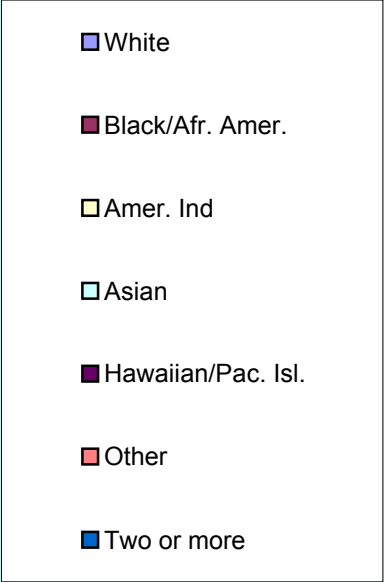 White
Black/Afr. Amer.
Amer. Ind
Asian
Hawaiian/Pac. Isl.
Other
Two or more